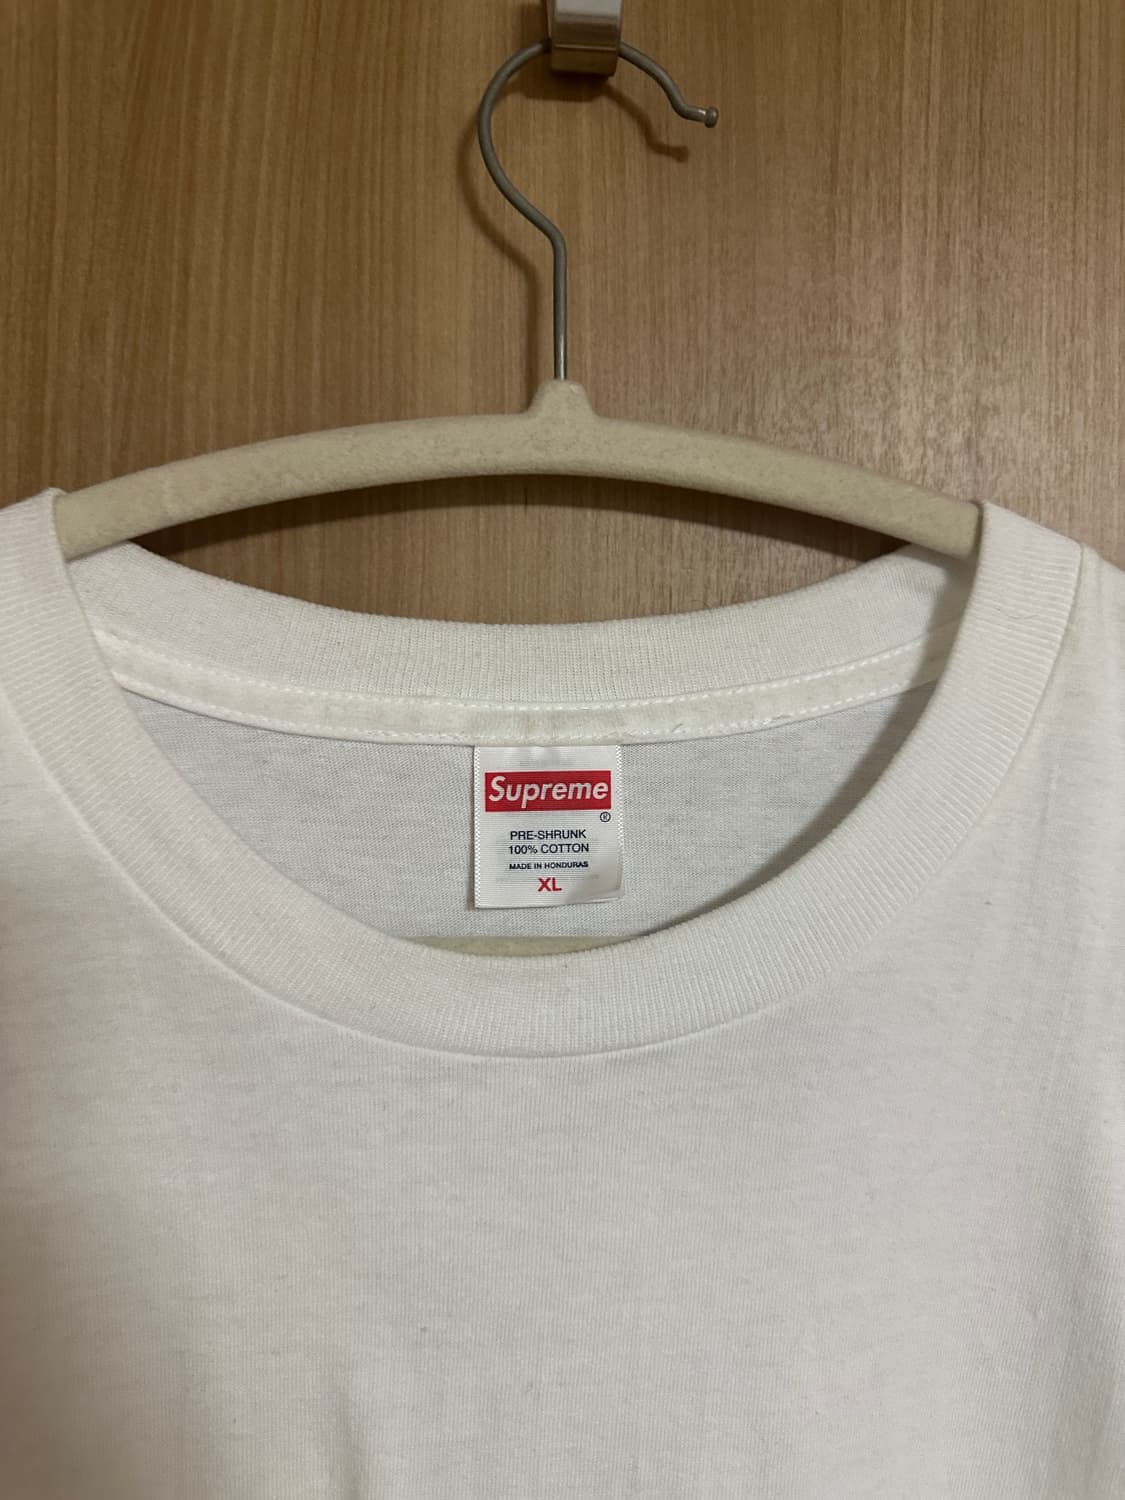 Supreme
®
PRE-SHRUNK
100% COTTON
MADE IN HONDURAS
XL